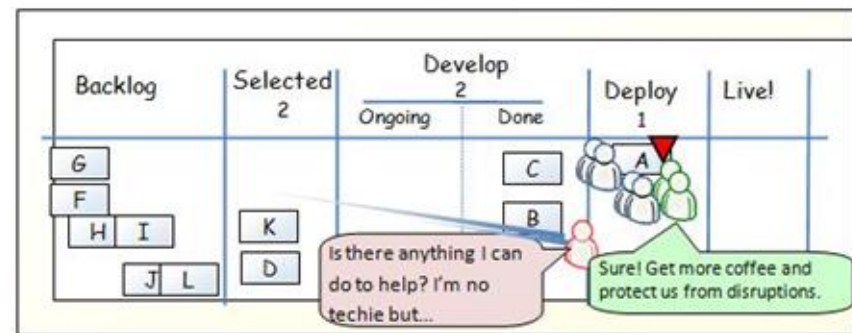 Backlog
Selected
2
Develop
2
Ongoing
Done
Deploy
1
Live!
G
F
H
I
J
L
K
D
C
B
A
Is there anything I can
do to help? I'm no
techie but...
Sure! Get more coffee and
protect us from disruptions.